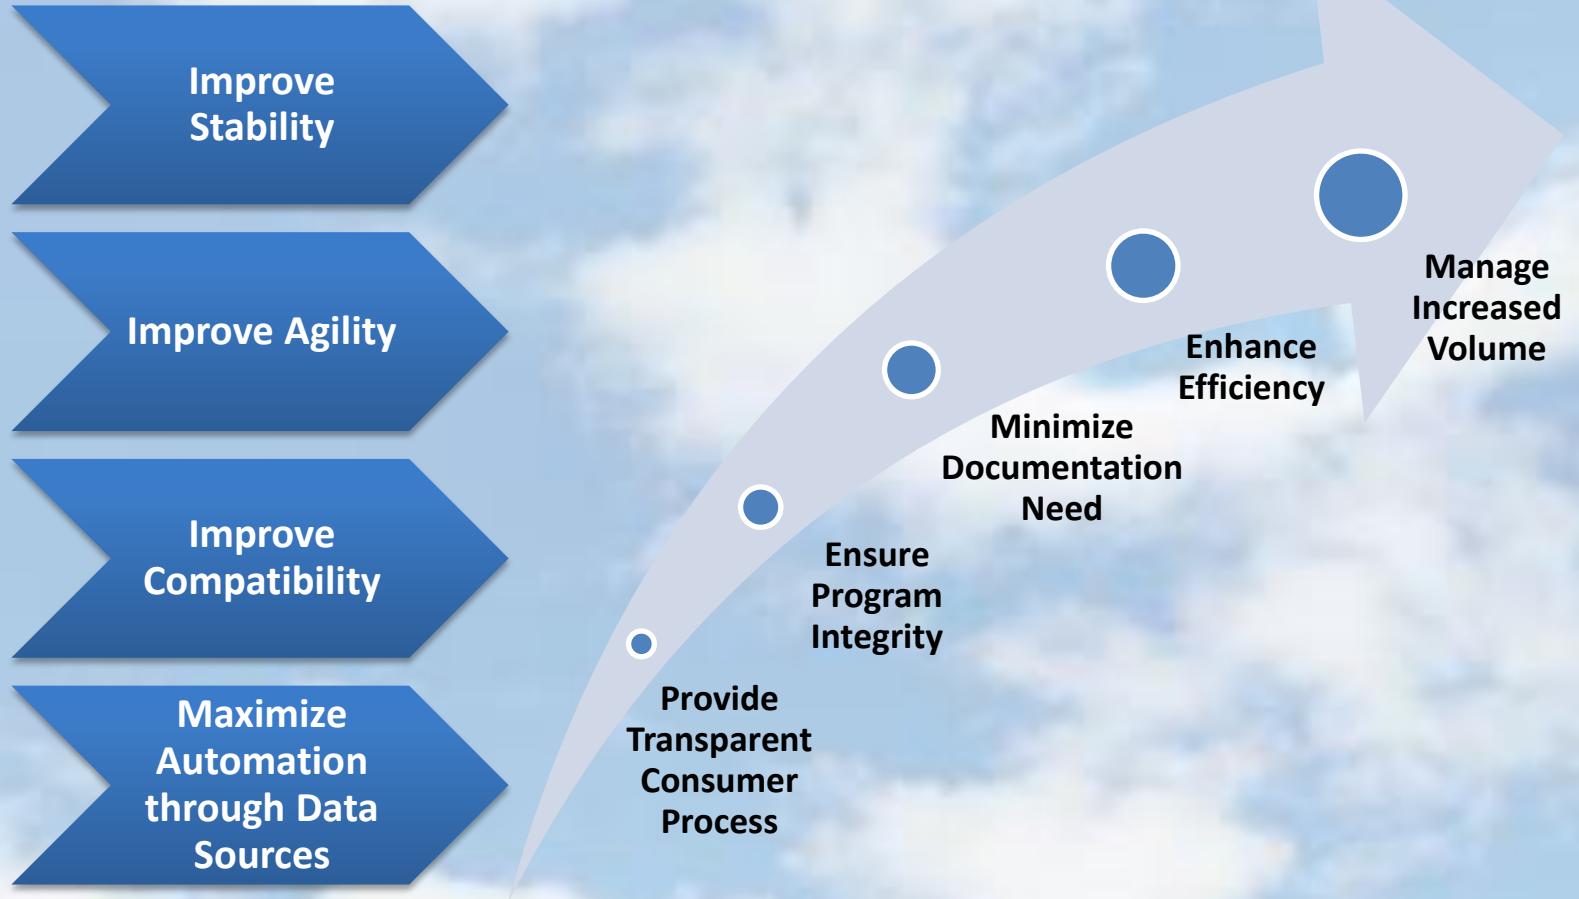 Improve
Stability
Improve Agility
Improve
Compatibility
Maximize
Automation
through Data
Sources
Provide
Transparent
Consumer
Process
Ensure
Program
Integrity
Minimize
Documentation
Need
Enhance
Efficiency
Manage
Increased
Volume